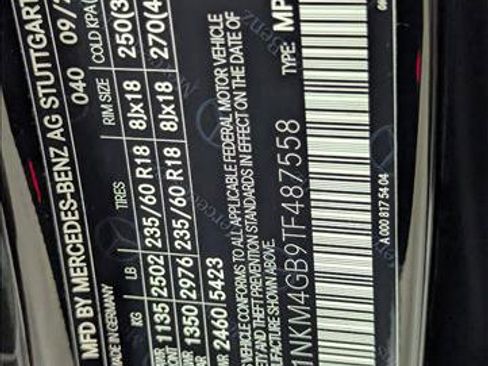 MFD BY MERCEDES-BENZ AG STUTTGART
MADE IN GERMANY 040 09/
KG LB TIRES RIM SIZE COLD KPA(
1135 2502 235/60 R18 8Jx18 250(3
1350 2976 235/60 R18 8Jx18 270(4
2460 5423
VEHICLE CONFORMS TO ALL APPLICABLE FEDERAL MOTOR VEHICLE
SAFETY AND THEFT PREVENTION STANDARDS IN EFFECT ON THE DATE OF
MANUFACTURE SHOWN ABOVE. TYPE: MP
1NKM4GB9TF487558
A 000 817 54 04